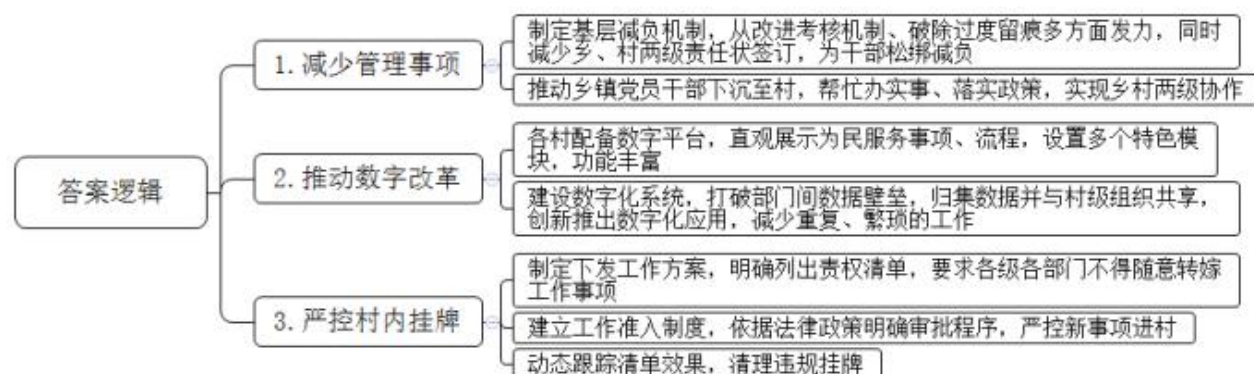 答案逻辑
1.减少管理事项
制定基层减负机制，从改进考核机制、破除过度留痕多方面发力，同时
减少乡、村两级责任状签订，为干部松绑减负
推动乡镇党员干部下沉至村，帮忙办实事、落实政策，实现乡村两级协作
2.推动数字改革
各村配备数字平台，直观展示为民服务事项、流程，设置多个特色模
块，功能丰富
建设数字化系统，打破部门间数据壁垒，归集数据并与村级组织共享，
创新推出数字化应用，减少重复、繁琐的工作
3.严控村内挂牌
制定下发工作方案，明确列出责权清单，要求各级各部门不得随意转嫁
工作事项
建立工作准入制度，依据法律政策明确审批程序，严控新事项进村
动态跟踪清单效果，清理违规挂牌